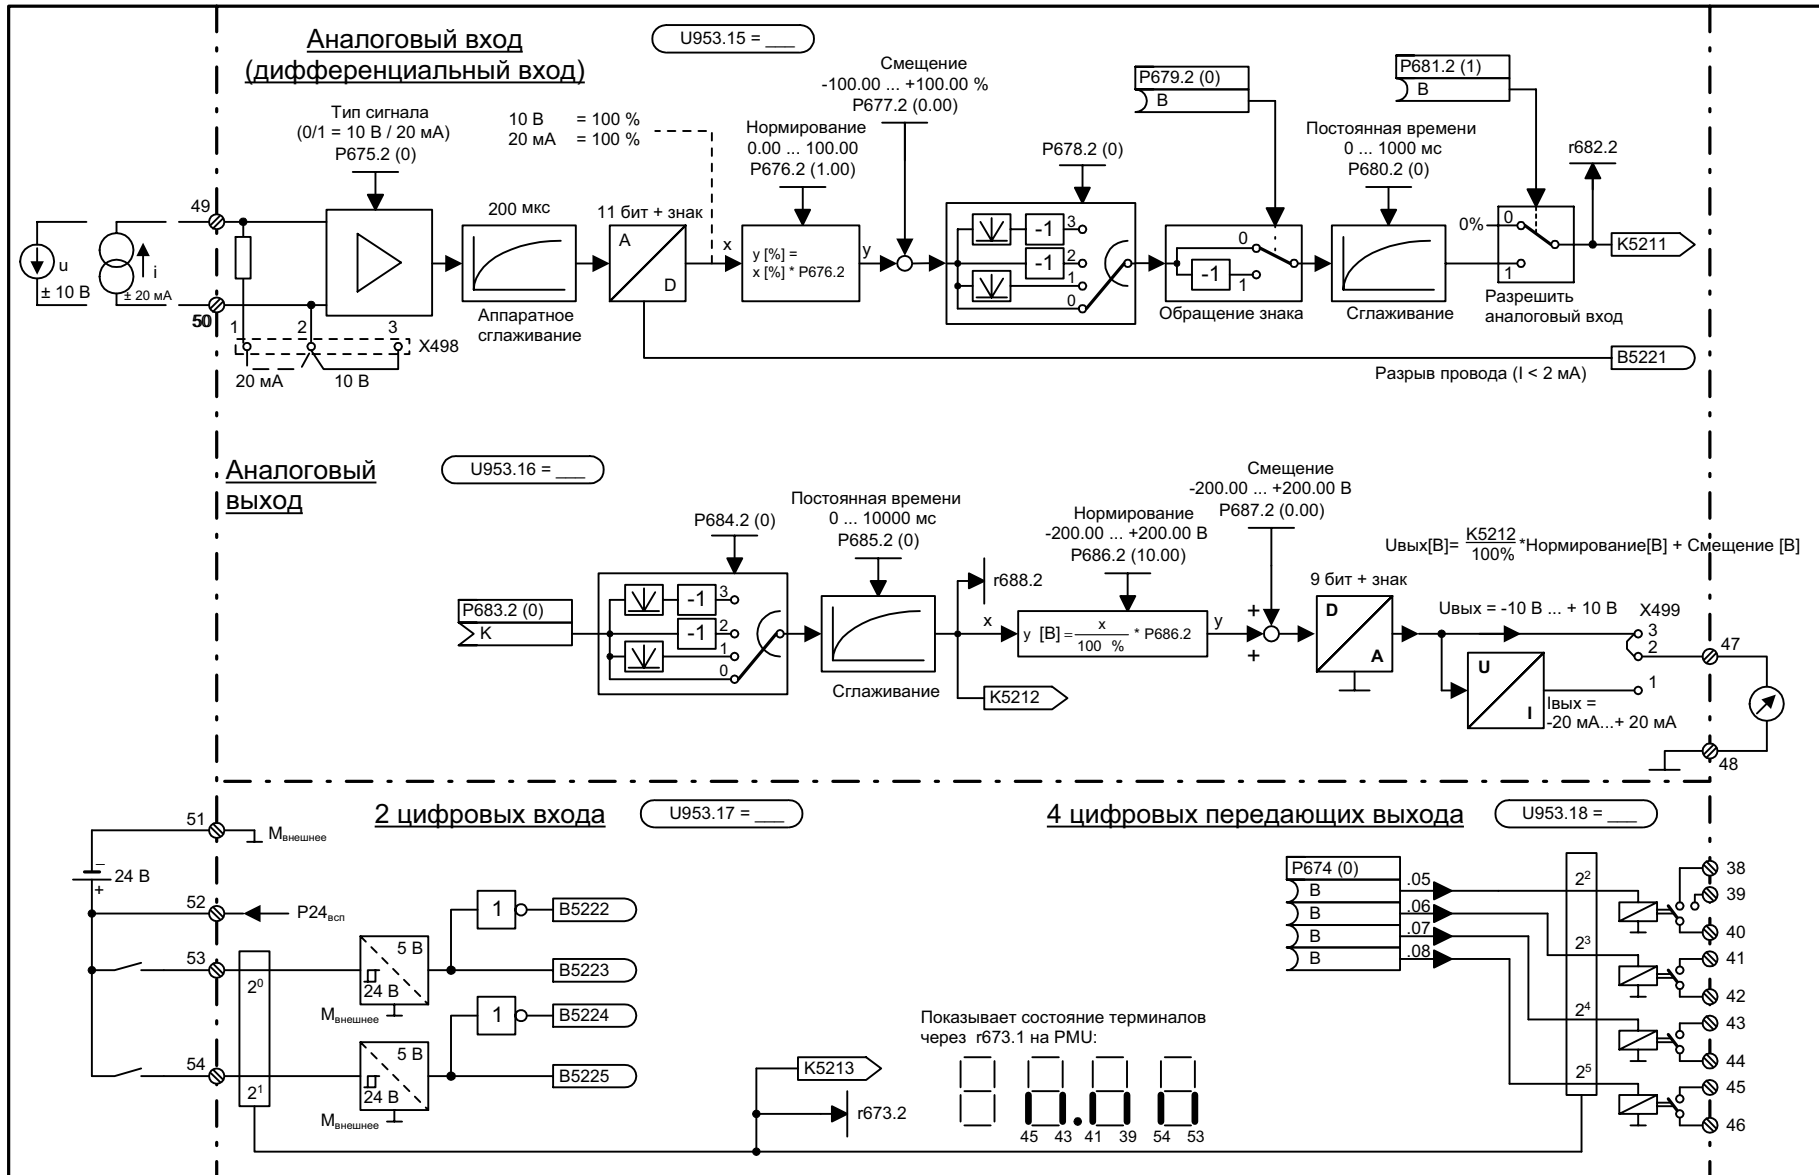 Аналоговый вход
(дифференциальный вход)
U953.15 = ___
Тип сигнала
(0/1 = 10 В / 20 мА)
P675.2 (0)
10 В = 100 %
20 мА = 100 %
Смещение
-100.00 ... +100.00 %
P677.2 (0.00)
Нормирование
0.00 ... 100.00
P676.2 (1.00)
P678.2 (0)
P679.2 (0)
B
Постоянная времени
0 ... 1000 мс
P680.2 (0)
P681.2 (1)
B
r682.2
49
200 мкс
11 бит + знак
A
D
x
y [%] =
x [%] * P676.2
y
-1
3
-1
2
1
0
0
-1
1
0%
0
1
K5211
u
± 10 В
i
± 20 мА
50
1
2
3
X498
20 мА
10 В
Аппаратное
сглаживание
Обращение знака
Сглаживание
Разрешить
аналоговый вход
B5221
Разрыв провода (I < 2 мА)
Аналоговый
выход
U953.16 = ___
P684.2 (0)
Постоянная времени
0 ... 10000 мс
P685.2 (0)
Нормирование
-200.00 ... +200.00 В
P686.2 (10.00)
Смещение
-200.00 ... +200.00 В
P687.2 (0.00)
Uвых[В]= K5212
100% *Нормирование[В] + Смещение [В]
P683.2 (0)
K
-1
3
-1
2
1
0
Сглаживание
r688.2
x
K5212
y [В] = x
100 % * P686.2
y
+
+
9 бит + знак
D
A
Uвых = -10 В ... + 10 В
X499
3
2
1
U
I
Iвых =
-20 мА...+ 20 мА
47
48
2 цифровых входа
U953.17 = ___
4 цифровых передающих выхода
U953.18 = ___
51
Mвнешнее
–
24 В
+
52
P24всп
53
2⁰
5 В
24 В
Mвнешнее
1
B5222
B5223
54
2¹
5 В
24 В
Mвнешнее
1
B5224
B5225
K5213
r673.2
Показывает состояние терминалов
через r673.1 на PMU:
45 43 41 39 54 53
P674 (0)
B
.05
B
.06
B
.07
B
.08
2²
2³
2⁴
2⁵
38
39
40
41
42
43
44
45
46